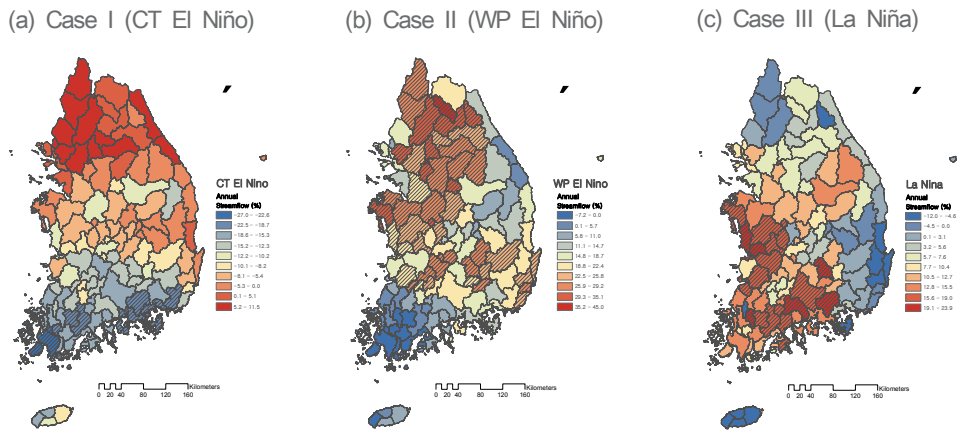 (a) Case I (CT El Niño)
CT El Nino
Annual
Streamflow (%)
-27.0 - -22.6
-22.5 - -18.7
-18.6 - -15.3
-15.2 - -12.3
-12.2 - -10.2
-10.1 - -8.2
-8.1 - -5.4
-5.3 - 0.0
0.1 - 5.1
5.2 - 11.5
Kilometers
0 20 40 80 120 160
(b) Case II (WP El Niño)
WP El Nino
Annual
Streamflow (%)
-7.2 - 0.0
0.1 - 5.7
5.8 - 11.0
11.1 - 14.7
14.8 - 18.7
18.8 - 22.4
22.5 - 25.8
25.9 - 29.2
29.3 - 35.1
35.2 - 45.0
Kilometers
0 20 40 80 120 160
(c) Case III (La Niña)
La Nina
Annual
Streamflow (%)
-12.0 - -4.6
-4.5 - 0.0
0.1 - 3.1
3.2 - 5.6
5.7 - 7.6
7.7 - 10.4
10.5 - 12.7
12.8 - 15.5
15.6 - 19.0
19.1 - 23.9
Kilometers
0 20 40 80 120 160